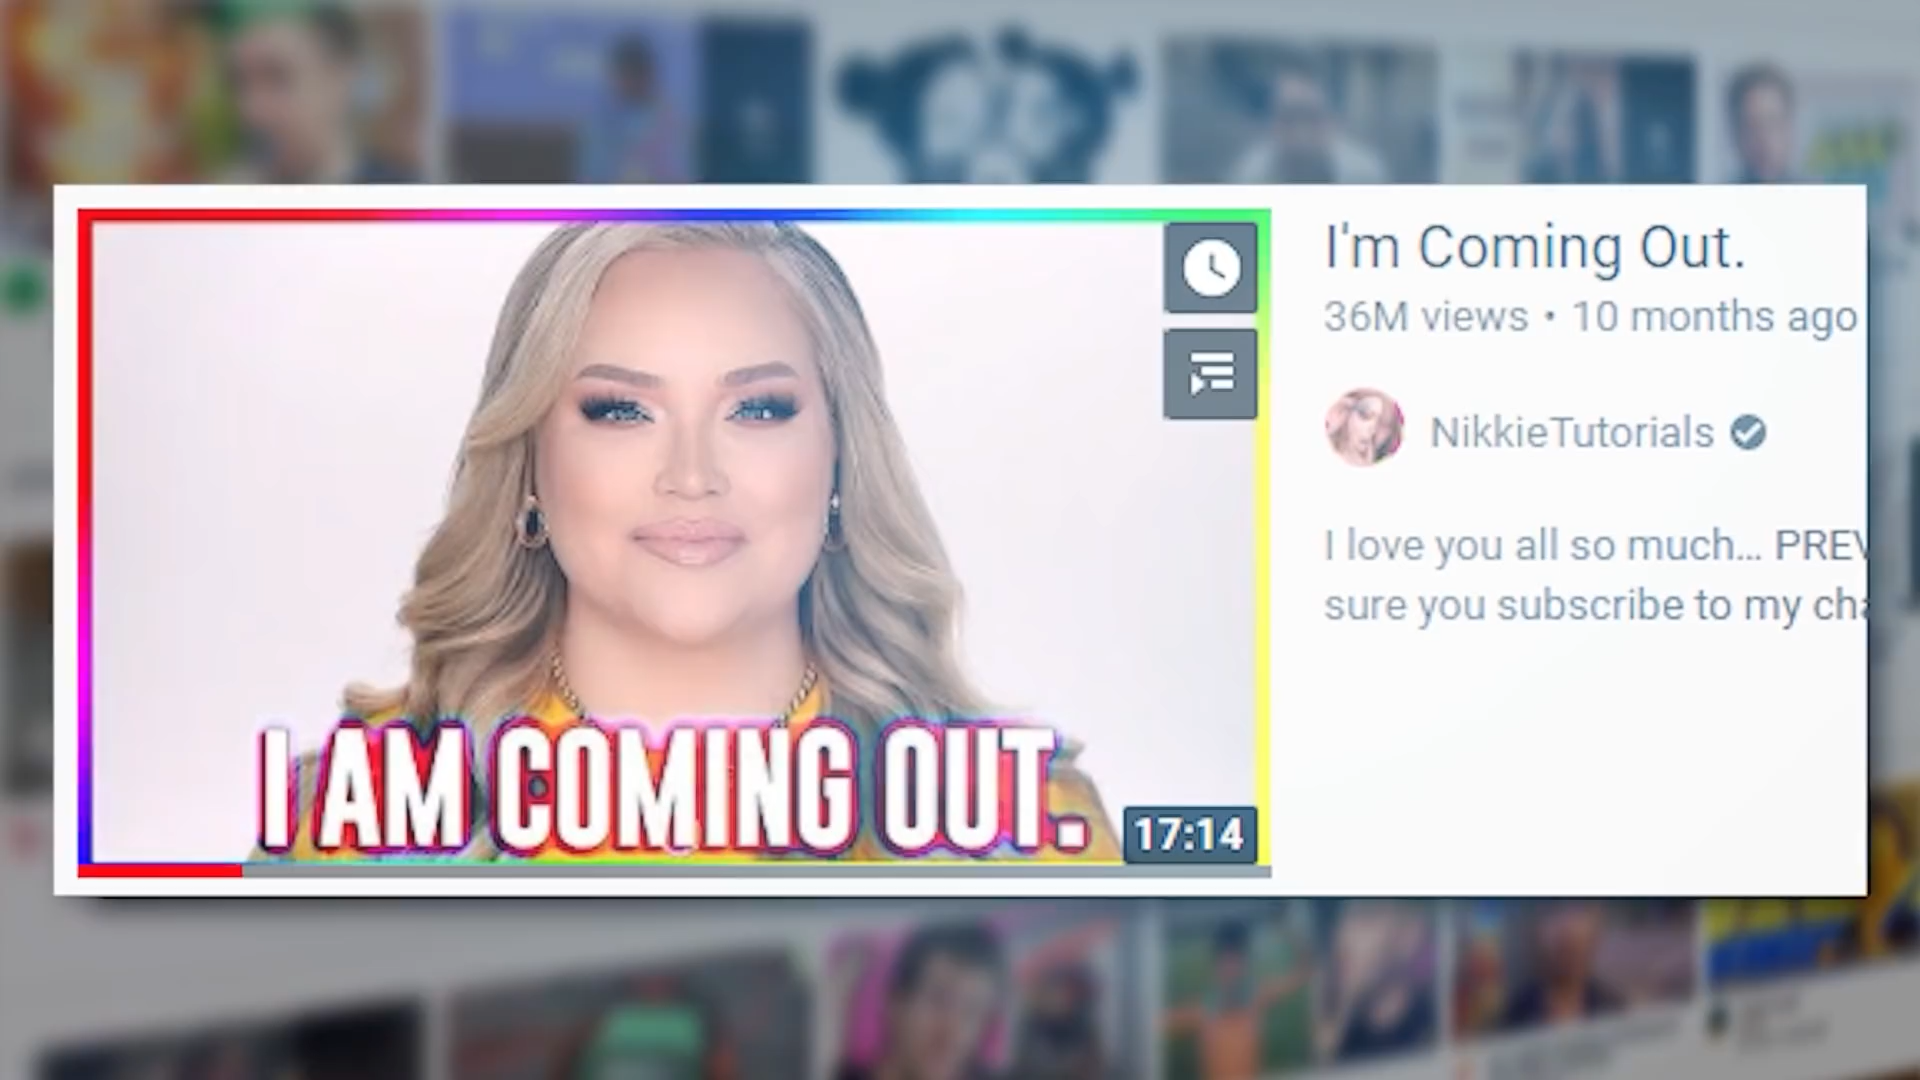 I'm Coming Out.
36M views • 10 months ago
NikkieTutorials
I love you all so much... PREV
sure you subscribe to my cha
I AM COMING OUT.
17:14